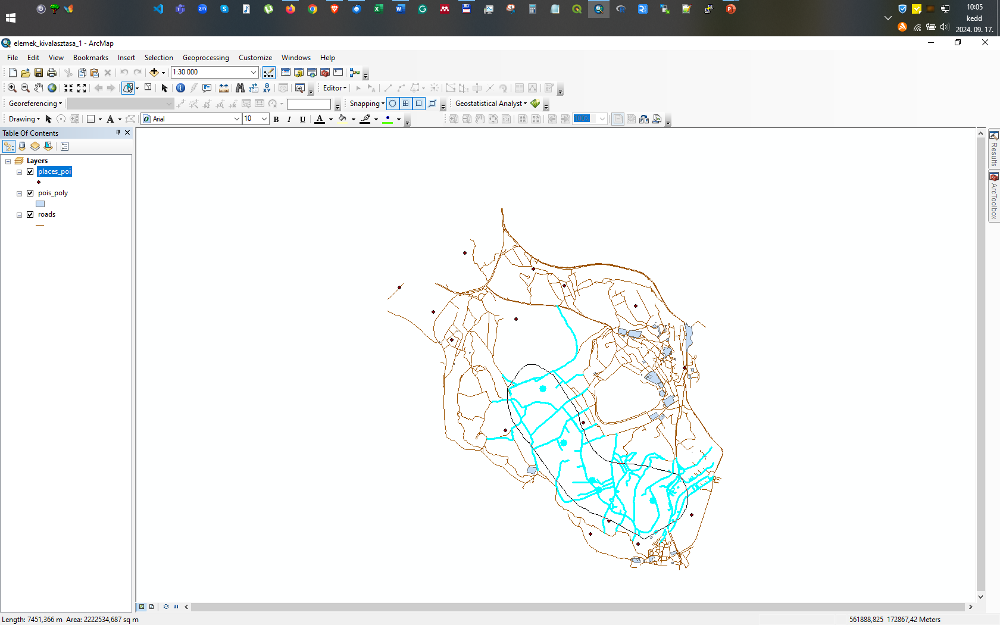 10:05
kedd
2024. 09. 17.
elemek_kivalasztasa_1 - ArcMap
File Edit View Bookmarks Insert Selection Geoprocessing Customize Windows Help
1:30 000
Editor
Georeferencing
Snapping
Geostatistical Analyst
Drawing
A
Arial
10
B I U A
100%
Table Of Contents
Layers
places_poi
pois_poly
roads
Results
ArcToolbox
Length: 7451,366 m Area: 2222534,687 sq m
561888,825 172867,42 Meters